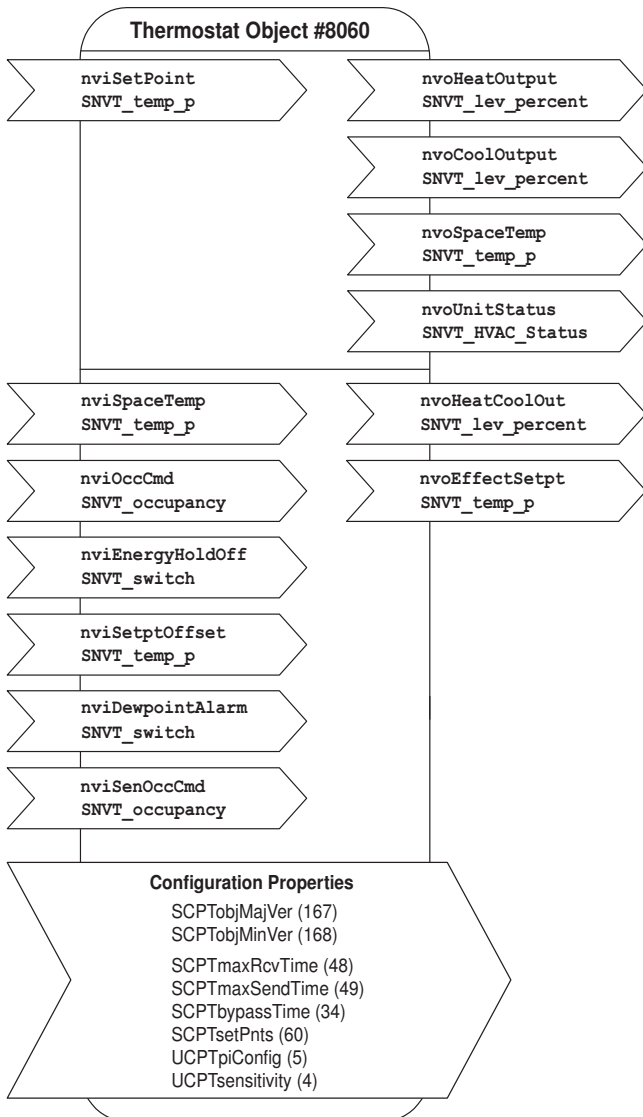 Thermostat Object #8060
nviSetPoint
SNVT_temp_p
nvoHeatOutput
SNVT_lev_percent
nvoCoolOutput
SNVT_lev_percent
nvoSpaceTemp
SNVT_temp_p
nvoUnitStatus
SNVT_HVAC_Status
nviSpaceTemp
SNVT_temp_p
nvoHeatCoolOut
SNVT_lev_percent
nviOccCmd
SNVT_occupancy
nvoEffectSetpt
SNVT_temp_p
nviEnergyHoldOff
SNVT_switch
nviSetptOffset
SNVT_temp_p
nviDewpointAlarm
SNVT_switch
nviSenOccCmd
SNVT_occupancy
Configuration Properties
SCPTobjMajVer (167)
SCPTobjMinVer (168)
SCPTmaxRcvTime (48)
SCPTmaxSendTime (49)
SCPTbypassTime (34)
SCPTsetPnts (60)
UCPTpiConfig (5)
UCPTsensitivity (4)